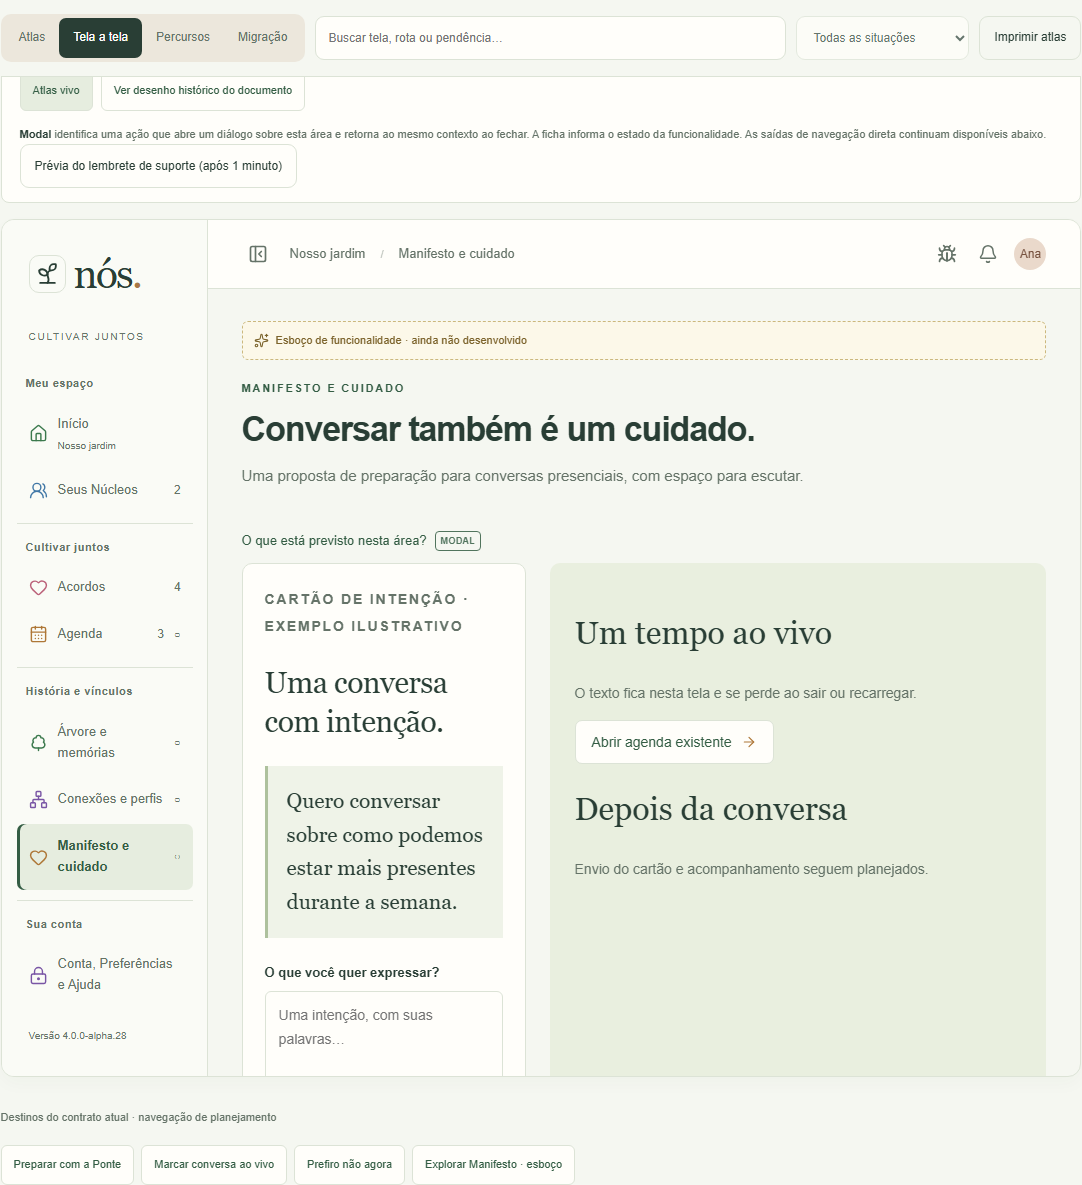 Atlas
Tela a tela
Percursos
Migração
Buscar tela, rota ou pendência...
Todas as situações
Imprimir atlas
Atlas vivo
Ver desenho histórico do documento
Modal identifica uma ação que abre um diálogo sobre esta área e retorna ao mesmo contexto ao fechar. A ficha informa o estado da funcionalidade. As saídas de navegação direta continuam disponíveis abaixo.
Prévia do lembrete de suporte (após 1 minuto)
nós.
CULTIVAR JUNTOS
Meu espaço
Início
Nosso jardim
Seus Núcleos 2
Cultivar juntos
Acordos 4
Agenda 3
História e vínculos
Árvore e
memórias
Conexões e perfis
Manifesto e
cuidado
Sua conta
Conta, Preferências
e Ajuda
Versão 4.0.0-alpha.28
Nosso jardim / Manifesto e cuidado
Ana
Esboço de funcionalidade · ainda não desenvolvido
MANIFESTO E CUIDADO
Conversar também é um cuidado.
Uma proposta de preparação para conversas presenciais, com espaço para escutar.
O que está previsto nesta área? MODAL
CARTÃO DE INTENÇÃO ·
EXEMPLO ILUSTRATIVO
Uma conversa
com intenção.
Quero conversar
sobre como podemos
estar mais presentes
durante a semana.
O que você quer expressar?
Uma intenção, com suas
palavras...
Um tempo ao vivo
O texto fica nesta tela e se perde ao sair ou recarregar.
Abrir agenda existente →
Depois da conversa
Envio do cartão e acompanhamento seguem planejados.
Destinos do contrato atual · navegação de planejamento
Preparar com a Ponte
Marcar conversa ao vivo
Prefiro não agora
Explorar Manifesto · esboço